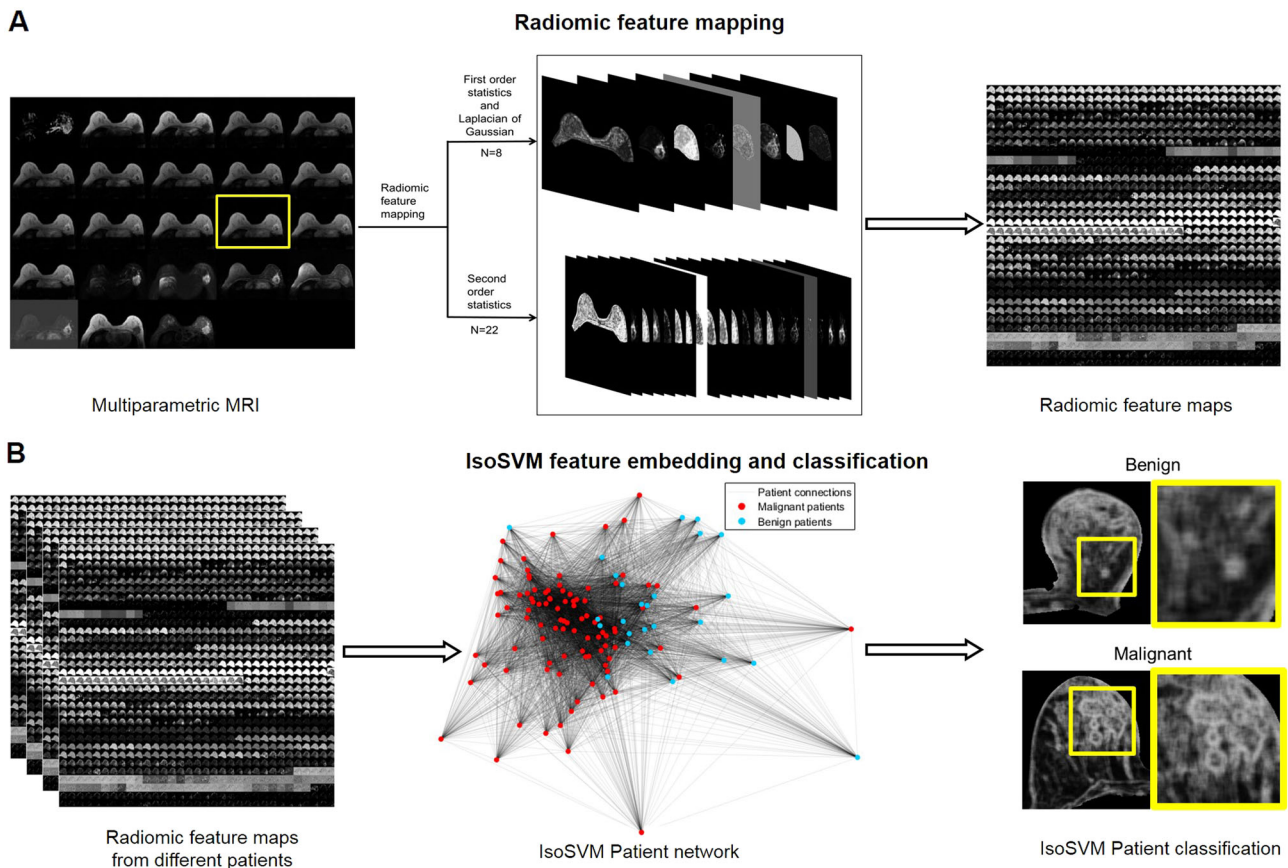 A
Radiomic feature mapping
First order
statistics
and
Laplacian of
Gaussian
N=8
Radiomic
feature
mapping
Second
order
statistics
N=22
Multiparametric MRI
Radiomic feature maps
B
IsoSVM feature embedding and classification
Patient connections
Malignant patients
Benign patients
Benign
Malignant
Radiomic feature maps
from different patients
IsoSVM Patient network
IsoSVM Patient classification